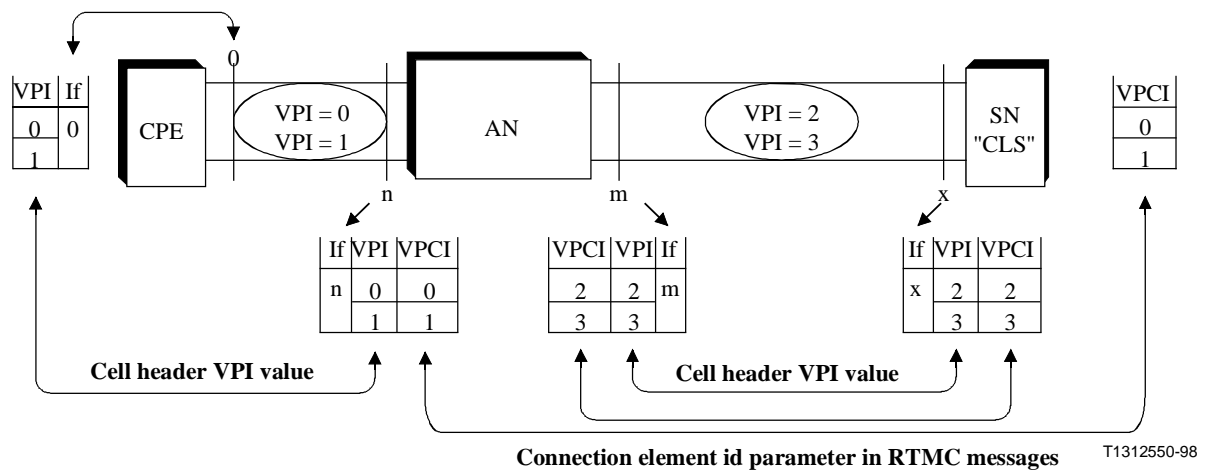 0
VPI If
0 0
1
CPE
VPI = 0
VPI = 1
AN
VPI = 2
VPI = 3
SN
"CLS"
VPCI
0
1
n
m
x
If VPI VPCI
n 0 0
1 1
VPCI VPI If
2 2 m
3 3
If VPI VPCI
x 2 2
3 3
Cell header VPI value
Cell header VPI value
Connection element id parameter in RTMC messages
T1312550-98